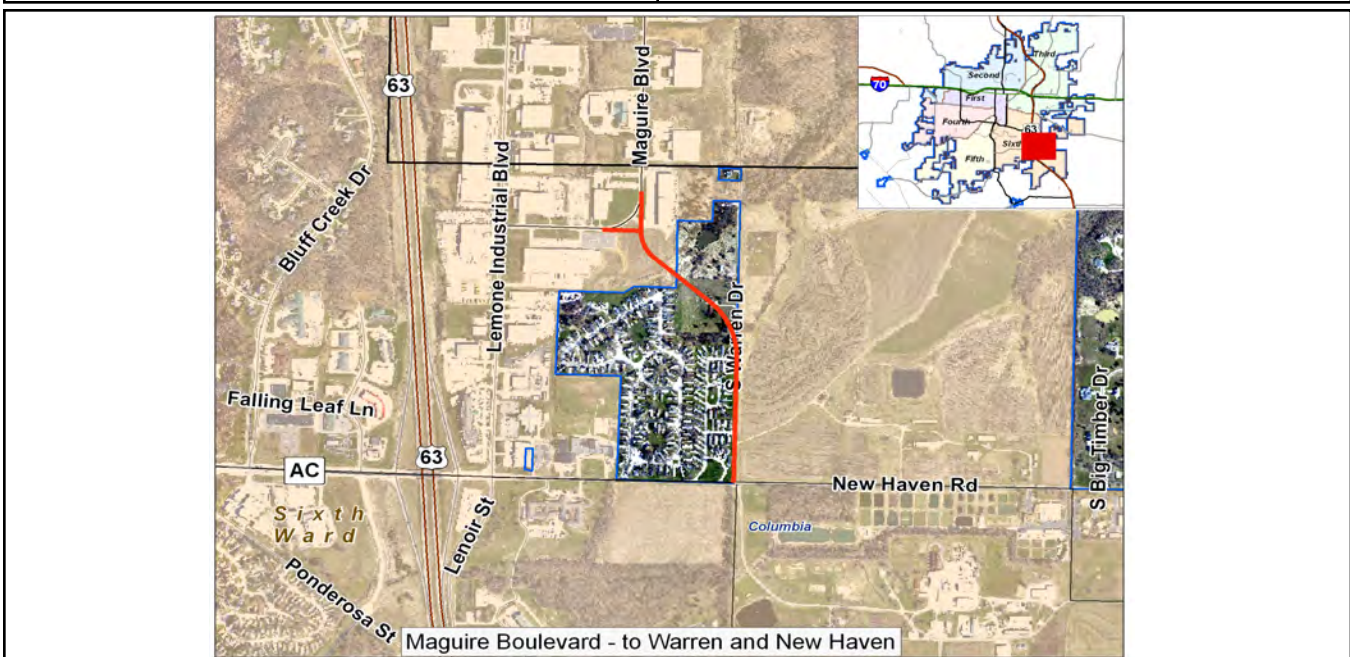 63
Maguire Blvd
Lemone Industrial Blvd
Bluff Creek Dr
Falling Leaf Ln
63
AC
Sixth
Ward
Lenoir St
Ponderosa St
S Warren Dr
New Haven Rd
Columbia
S Big Timber Dr
70
Second
Third
First
Fourth
63
Sixth
Fifth
Maguire Boulevard - to Warren and New Haven